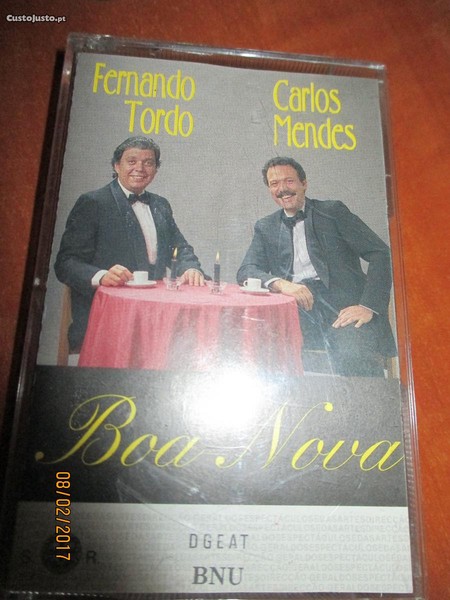 CustoJusto.pt
Fernando
Tordo
Carlos
Mendes
Boa Nova
08/02/2017
S R
DGEAT
BNU